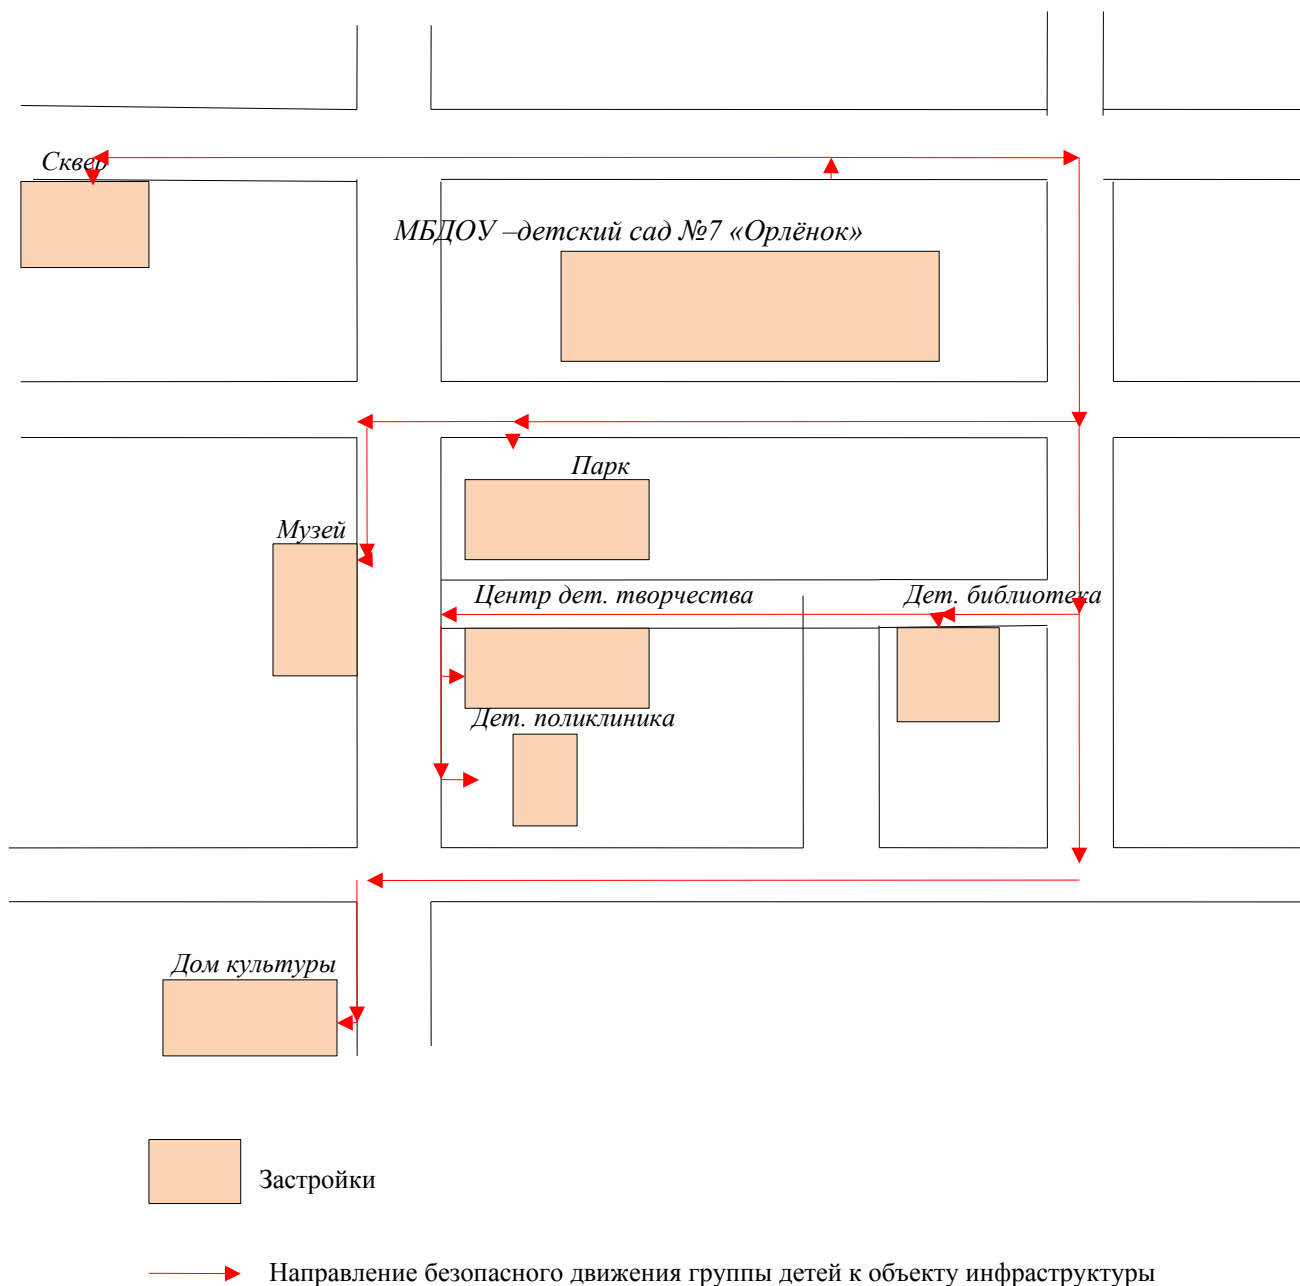 Сквер
МБДОУ –детский сад №7 «Орлёнок»
Парк
Музей
Центр дет. творчества
Дет. библиотека
Дет. поликлиника
Дом культуры
Застройки
Направление безопасного движения группы детей к объекту инфраструктуры